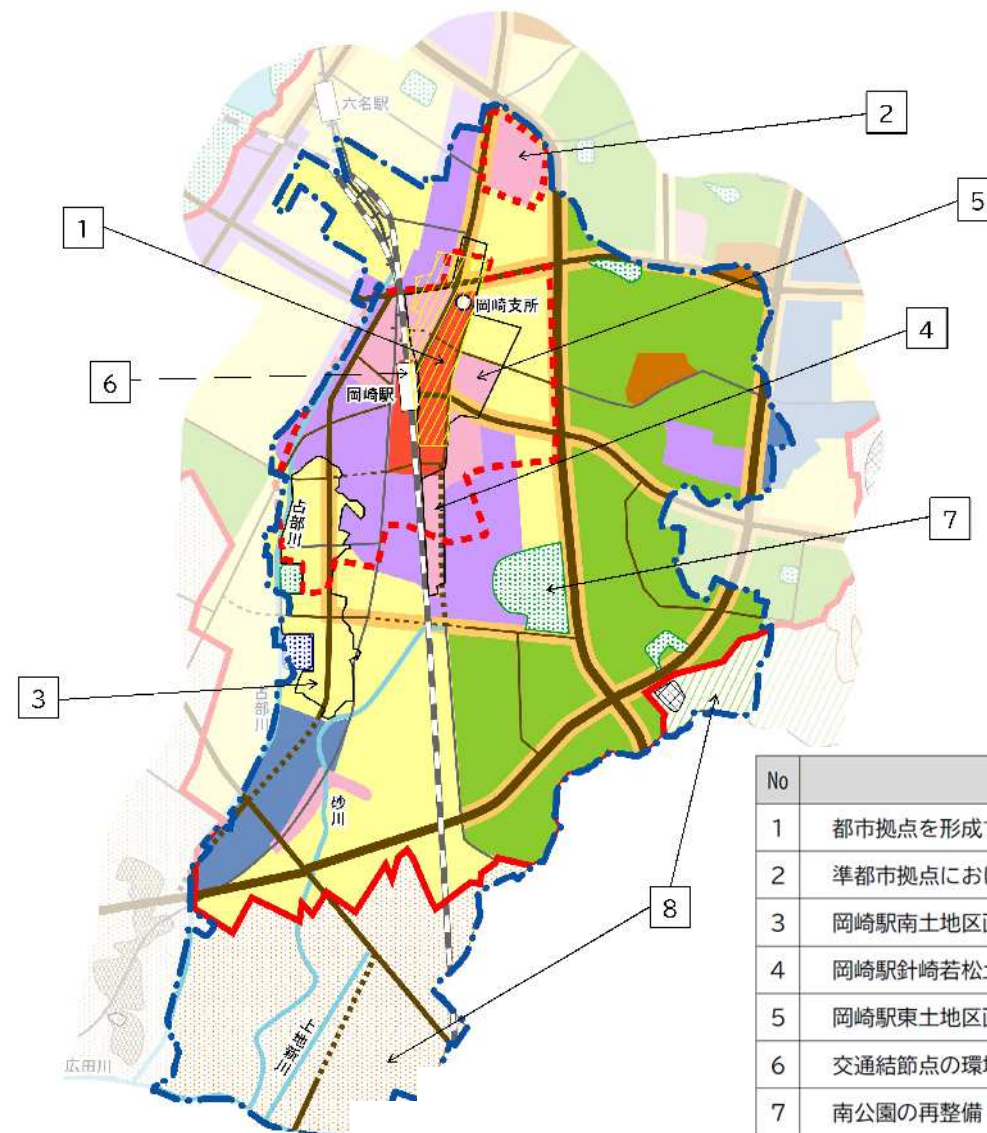 六名駅
2
5
1
岡崎支所
4
6
岡崎駅
占部川
7
3
占部川
砂川
8
上地新川
広田川
No
1 都市拠点を形成
2 準都市拠点にお
3 岡崎駅南土地区
4 岡崎駅針崎若松
5 岡崎駅東土地区
6 交通結節点の環
7 南公園の再整備